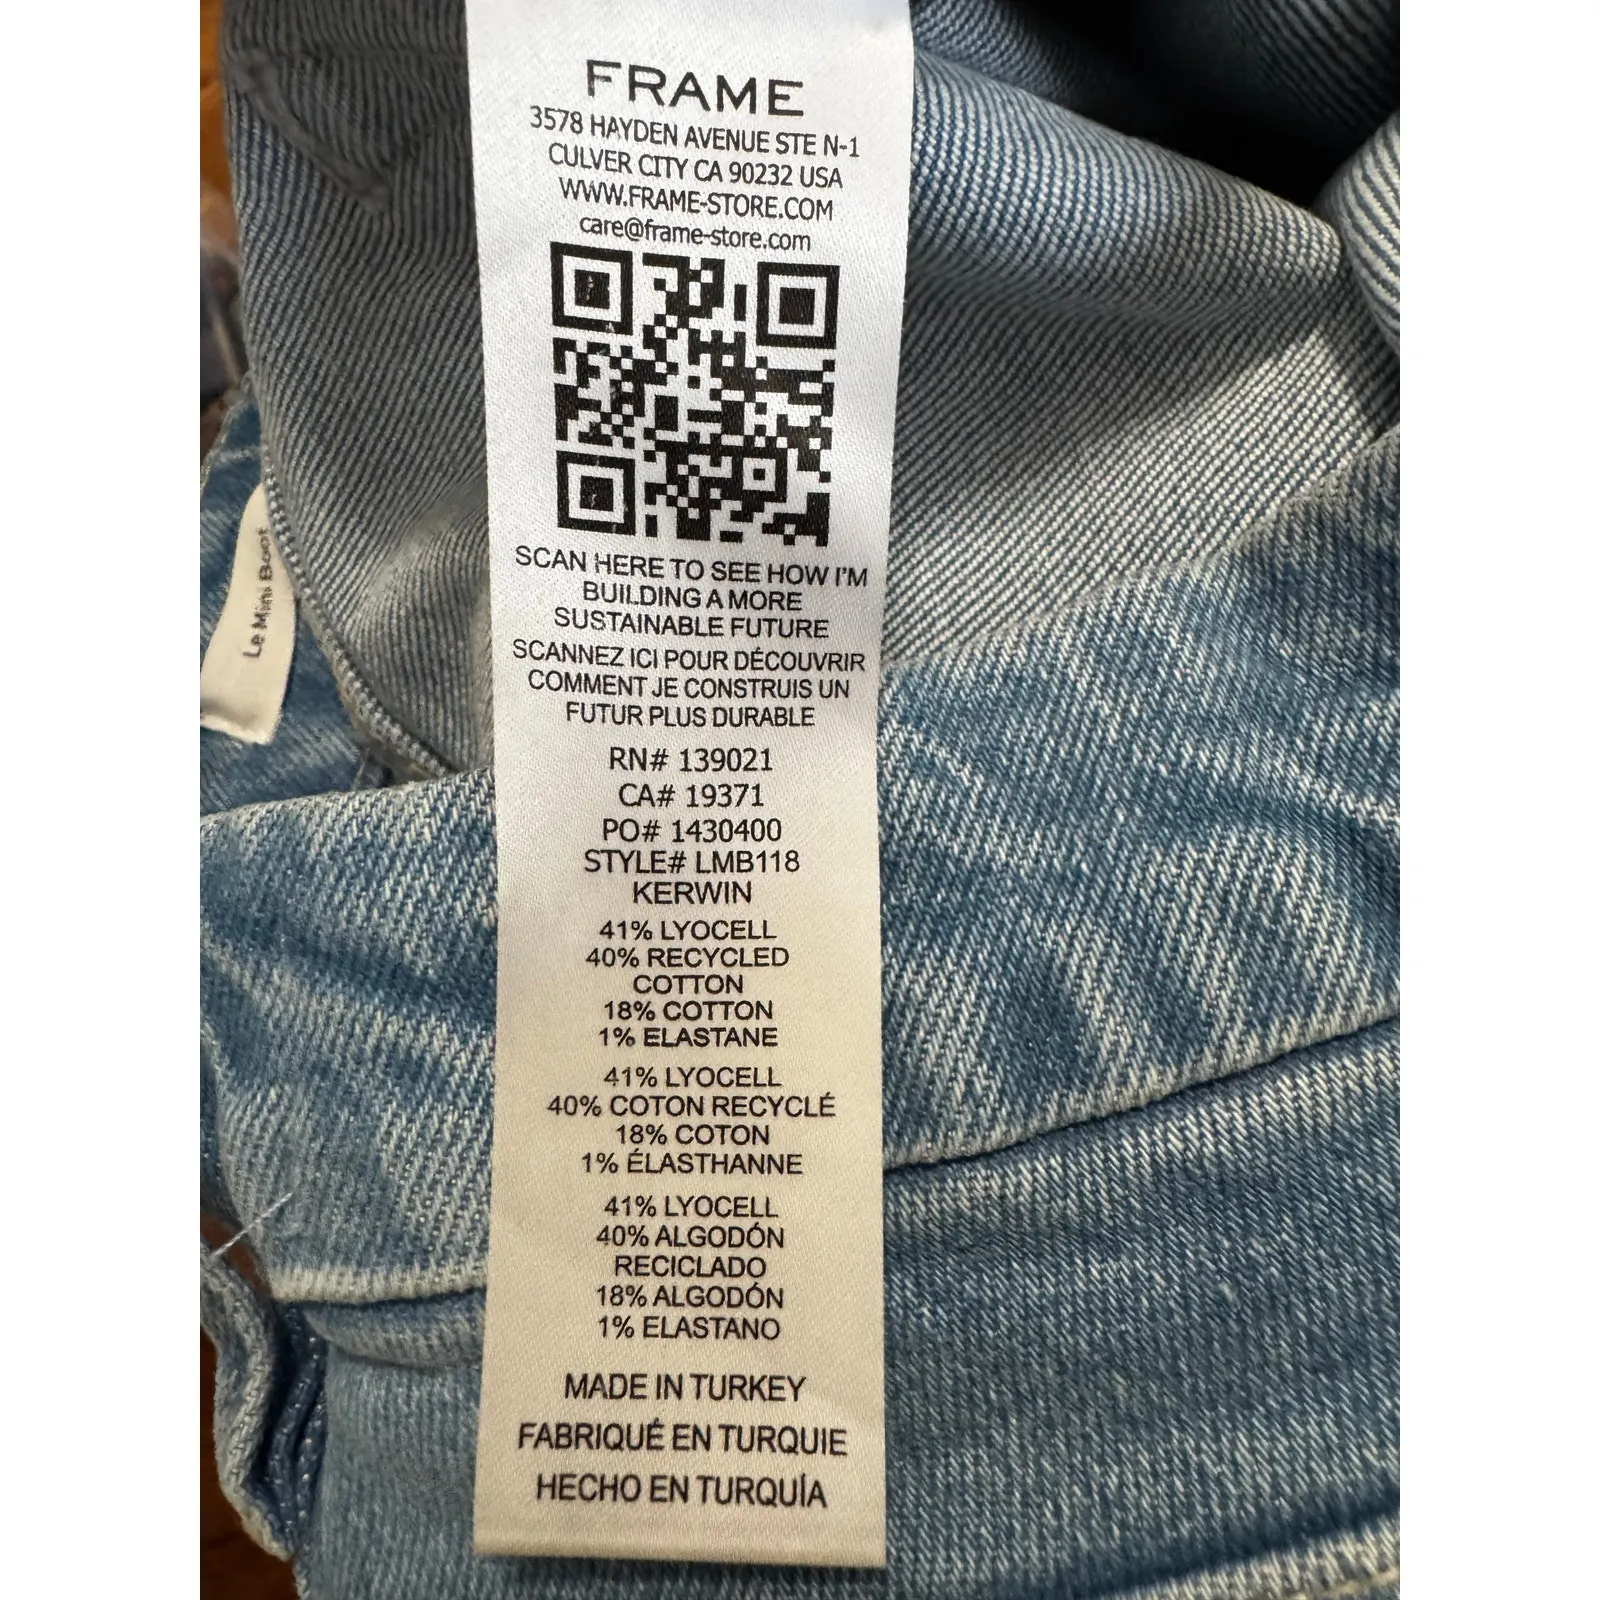 FRAME
3578 HAYDEN AVENUE STE N-1
CULVER CITY CA 90232 USA
WWW.FRAME-STORE.COM
care@frame-store.com
SCAN HERE TO SEE HOW I'M
BUILDING A MORE
SUSTAINABLE FUTURE
SCANNEZ ICI POUR DÉCOUVRIR
COMMENT JE CONSTRUIS UN
FUTUR PLUS DURABLE
RN# 139021
CA# 19371
PO# 1430400
STYLE# LMB118
KERWIN
41% LYOCELL
40% RECYCLED
COTTON
18% COTTON
1% ELASTANE
41% LYOCELL
40% COTON RECYCLÉ
18% COTON
1% ÉLASTHANNE
41% LYOCELL
40% ALGODÓN
RECICLADO
18% ALGODÓN
1% ELASTANO
MADE IN TURKEY
FABRIQUÉ EN TURQUIE
HECHO EN TURQUÍA
Le Mini Boot